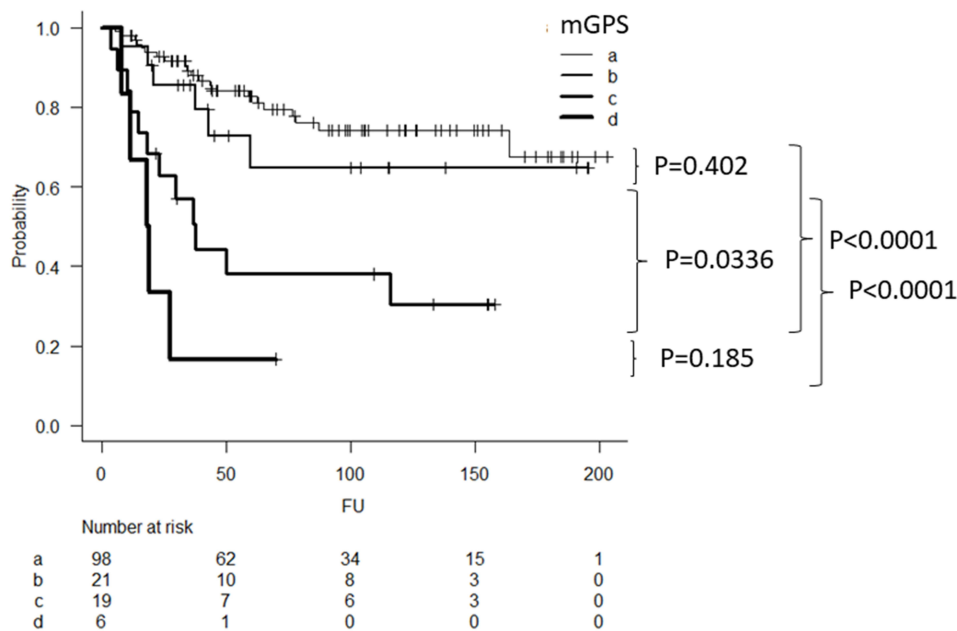 mGPS
a
b
c
d
1.0
0.8
0.6
0.4
0.2
0.0
Probability
P=0.402
P=0.0336
P=0.185
P<0.0001
P<0.0001
0 50 100 150 200
FU
Number at risk
a 98 62 34 15 1
b 21 10 8 3 0
c 19 7 6 3 0
d 6 1 0 0 0